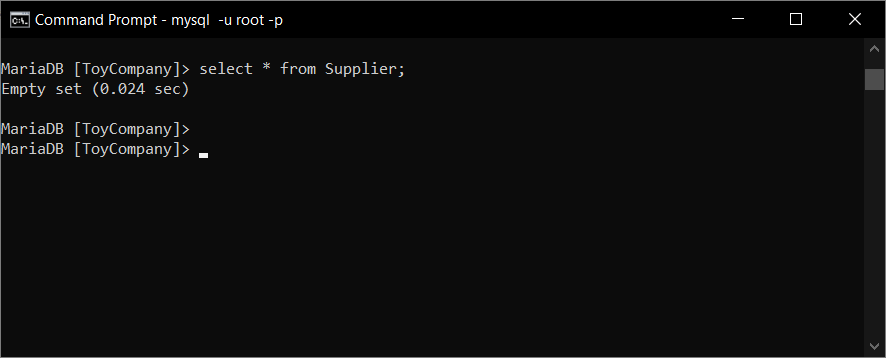 Command Prompt - mysql  -u root -p
MariaDB [ToyCompany]> select * from Supplier;
Empty set (0.024 sec)
MariaDB [ToyCompany]>
MariaDB [ToyCompany]>